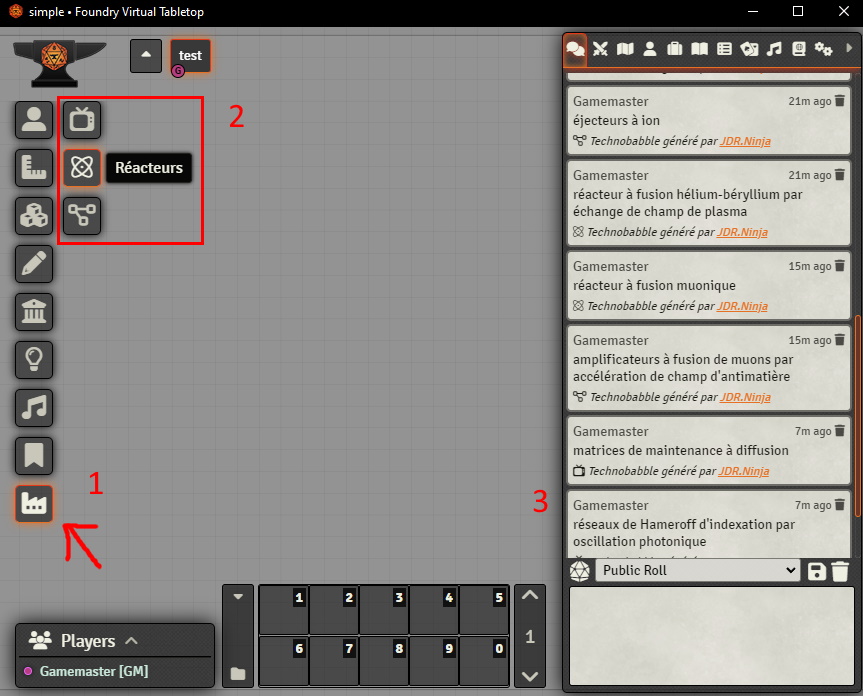 simple • Foundry Virtual Tabletop
test
G
2
Réacteurs
1
3
Gamemaster
21m ago
éjecteurs à ion
Technobabble généré par JDR.Ninja
Gamemaster
21m ago
réacteur à fusion hélium-béryllium par
échange de champ de plasma
Technobabble généré par JDR.Ninja
Gamemaster
15m ago
réacteur à fusion muonique
Technobabble généré par JDR.Ninja
Gamemaster
15m ago
amplificateurs à fusion de muons par
accélération de champ d'antimatière
Technobabble généré par JDR.Ninja
Gamemaster
7m ago
matrices de maintenance à diffusion
Technobabble généré par JDR.Ninja
Gamemaster
7m ago
réseaux de Hameroff d'indexation par
oscillation photonique
Public Roll
Players
Gamemaster [GM]
1 2 3 4 5
6 7 8 9 0
1